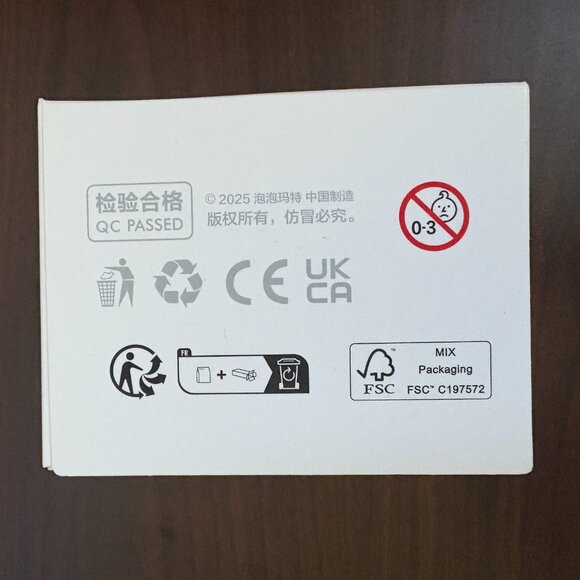 检验合格
QC PASSED
© 2025 泡泡玛特 中国制造
版权所有，仿冒必究。
0-3
CE
UK
CA
FR
+
FSC™
MIX
Packaging
FSC™ C197572